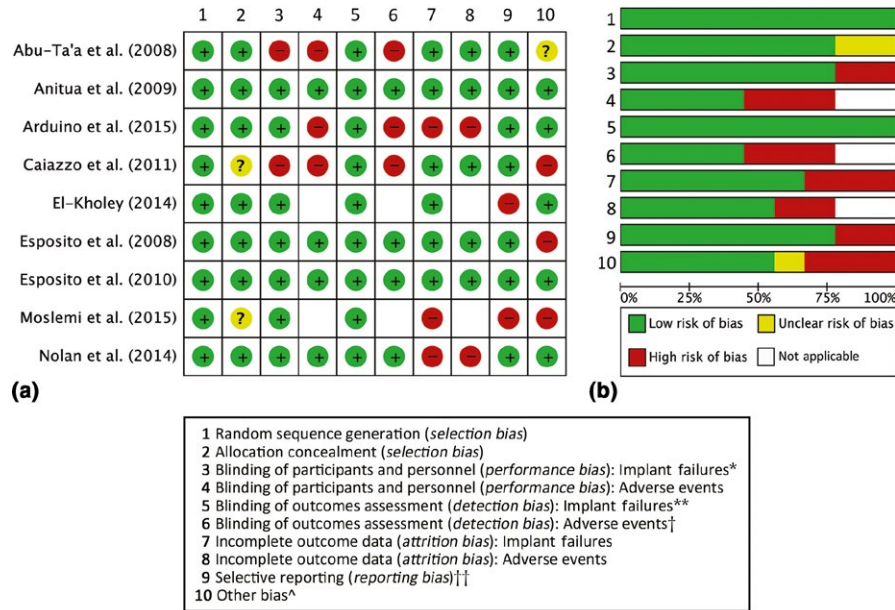 1 2 3 4 5 6 7 8 9 10
Abu-Ta'a et al. (2008) + + − − + − + + + ?
Anitua et al. (2009) + + + + + + + + + +
Arduino et al. (2015) + + + − + − − − + +
Caiazzo et al. (2011) + ? − − + − + + + −
El-Kholey (2014) + + + + + − +
Esposito et al. (2008) + + + + + + + + + −
Esposito et al. (2010) + + + + + + + + + +
Moslemi et al. (2015) + ? + + − − −
Nolan et al. (2014) + + + + + + − − + +
(a)
1
2
3
4
5
6
7
8
9
10
0% 25% 50% 75% 100%
Low risk of bias Unclear risk of bias
High risk of bias Not applicable
(b)
1 Random sequence generation (selection bias)
2 Allocation concealment (selection bias)
3 Blinding of participants and personnel (performance bias): Implant failures*
4 Blinding of participants and personnel (performance bias): Adverse events
5 Blinding of outcomes assessment (detection bias): Implant failures**
6 Blinding of outcomes assessment (detection bias): Adverse events†
7 Incomplete outcome data (attrition bias): Implant failures
8 Incomplete outcome data (attrition bias): Adverse events
9 Selective reporting (reporting bias)††
10 Other bias^